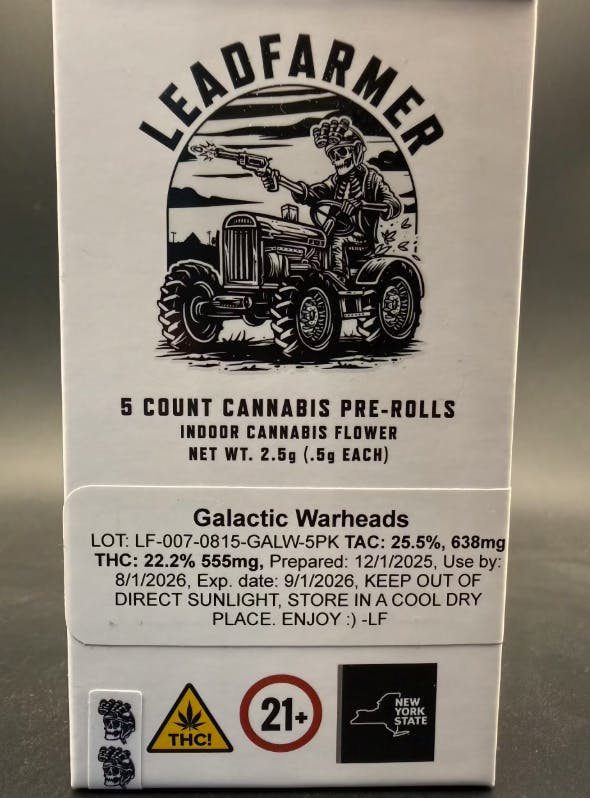 LEADFARMER
5 COUNT CANNABIS PRE-ROLLS
INDOOR CANNABIS FLOWER
NET WT. 2.5g (.5g EACH)
Galactic Warheads
LOT: LF-007-0815-GALW-5PK TAC: 25.5%, 638mg
THC: 22.2% 555mg, Prepared: 12/1/2025, Use by:
8/1/2026, Exp. date: 9/1/2026, KEEP OUT OF
DIRECT SUNLIGHT, STORE IN A COOL DRY
PLACE. ENJOY :) -LF
THC!
21+
NEW
YORK
STATE